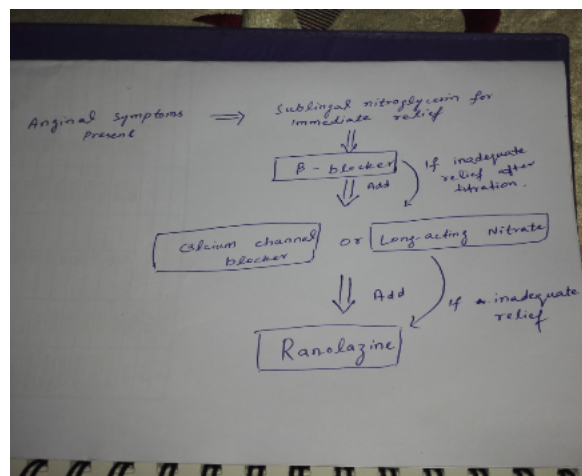 Anginal symptoms present
⇒
Sublingal nitroglycerin for
immediate relief
β-blocker
If inadequate
relief after
titration.
Add
Calcium channel
blocker
or
Long-acting Nitrate
Add
If inadequate
relief
Ranolazine